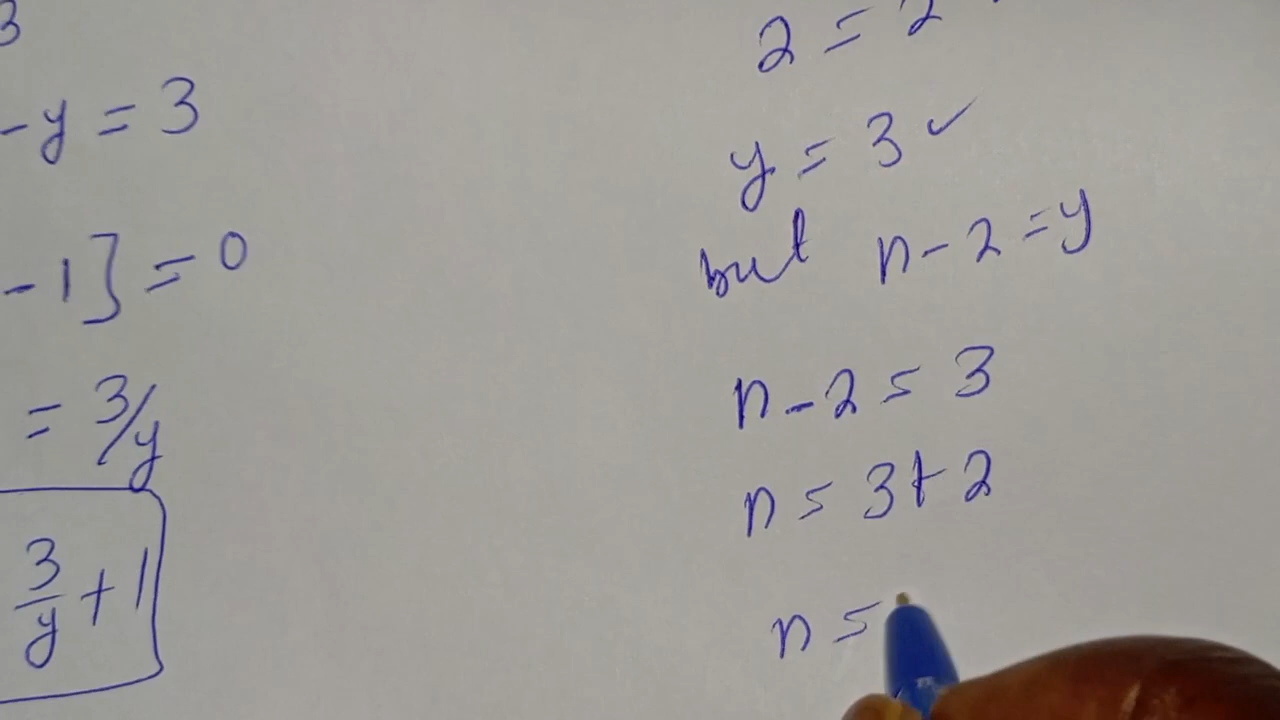 3
-y = 3
-1] = 0
= 3/y
3/y + 1
2 = 2
y = 3 ✓
but n - 2 = y
n - 2 = 3
n = 3 + 2
n =